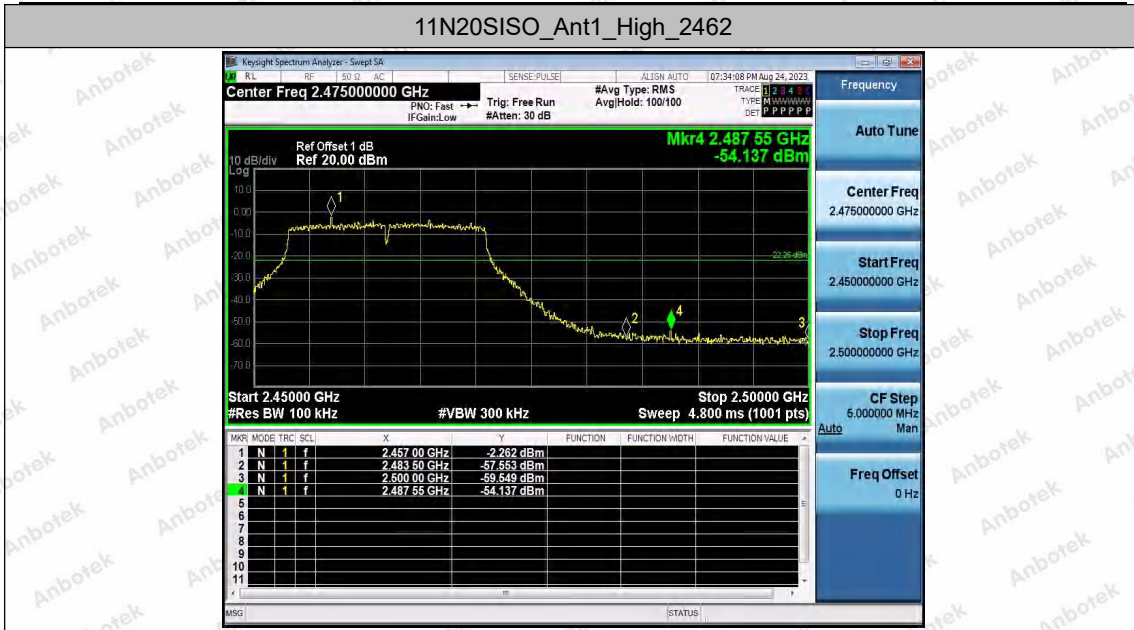 11N20SISO_Ant1_High_2462
Keysight Spectrum Analyzer - Swept SA
RL RF 50 Ω AC SENSE:PULSE ALIGN AUTO 07:34:08 PM Aug 24, 2023
Center Freq 2.475000000 GHz
#Avg Type: RMS
TRACE 1 2 3 4 5 6
PNO: Fast Trig: Free Run Avg|Hold: 100/100
TYPE M WWWWW
IFGain:Low #Atten: 30 dB
DET P P P P P P
Frequency
Auto Tune
Center Freq
2.475000000 GHz
Start Freq
2.450000000 GHz
Stop Freq
2.500000000 GHz
CF Step
5.000000 MHz
Auto Man
Freq Offset
0 Hz
Mkr4 2.487 55 GHz
-54.137 dBm
Ref Offset 1 dB
10 dB/div Ref 20.00 dBm
Log
10.0
0.00
-10.0
-20.0
-30.0
-40.0
-50.0
-60.0
-70.0
1
2
4
3
-22.26 dBm
Start 2.45000 GHz Stop 2.50000 GHz
#Res BW 100 kHz #VBW 300 kHz Sweep 4.800 ms (1001 pts)
MKR MODE TRC SCL X Y FUNCTION FUNCTION WIDTH FUNCTION VALUE
1 N 1 f 2.457 00 GHz -2.262 dBm
2 N 1 f 2.483 50 GHz -57.553 dBm
3 N 1 f 2.500 00 GHz -59.549 dBm
4 N 1 f 2.487 55 GHz -54.137 dBm
5
6
7
8
9
10
11
MSG STATUS
Anbotek